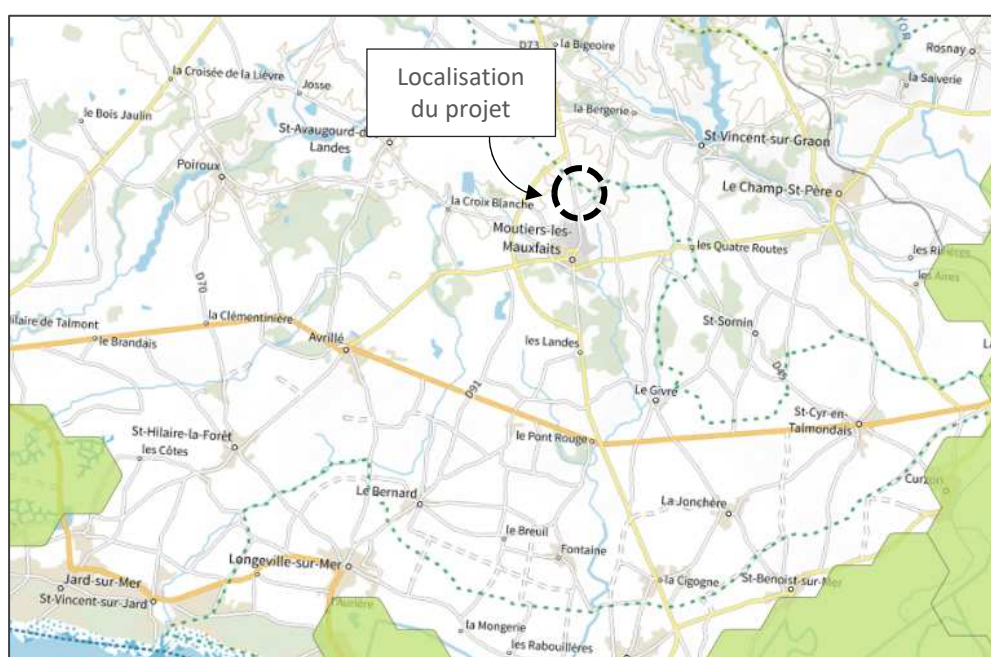 Localisation
du projet
D73
la Bigeoire
Rosnay
la Croisée de la Lièvre
Josse
la Saiverie
le Bois Jaulin
la Bergerie
St-Avaugourd-d
Landes
St-Vincent-sur-Graon
Poiroux
Le Champ-St-Père
la Croix Blanche
Moutiers-les-
Mauxfaits
les Quatre Routes
les Aires
D70
la Clémentinière
ilaire de Talmont
le Brandais
Avrillé
les Landes
St-Sornin
D91
Le Givre
D45
St-Cyr-en-
Talmondais
St-Hilaire-la-Forêt
les Côtes
le Pont Rouge
Curzon
Le Bernard
La Jonchère
le Breuil
Fontaine
Longeville-sur-Mer
la Cigogne
St-Benoist-sur-Mer
Jard-sur-Mer
St-Vincent-sur-Jard
la Mongerie
les Rabouillères